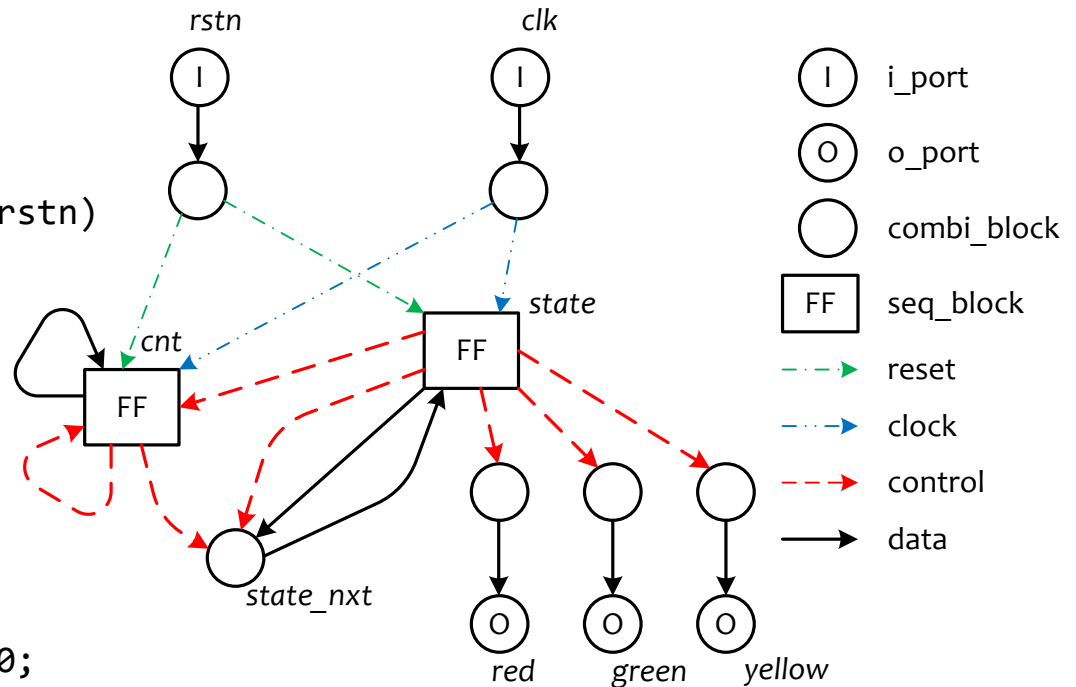 rstn
clk
I
I
I
i_port
O
o_port
rstn)
combi_block
state
FF
seq_block
cnt
FF
reset
FF
clock
control
data
state_nxt
O
O
O
red
green
yellow
0;